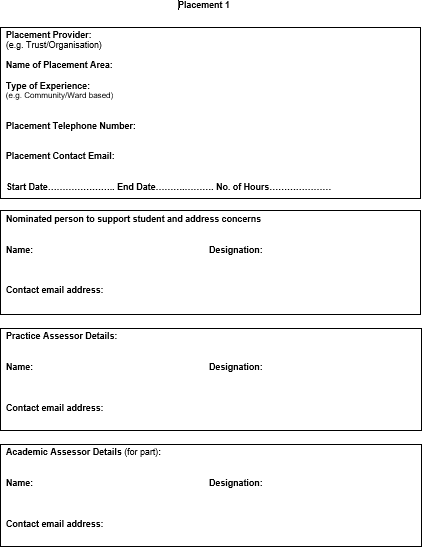 Placement 1
Placement Provider:
(e.g. Trust/Organisation)
Name of Placement Area:
Type of Experience:
(e.g. Community/Ward based)
Placement Telephone Number:
Placement Contact Email:
Start Date………………….. End Date……………….. No. of Hours…………………
Nominated person to support student and address concerns
Name: Designation:
Contact email address:
Practice Assessor Details:
Name: Designation:
Contact email address:
Academic Assessor Details (for part):
Name: Designation:
Contact email address: